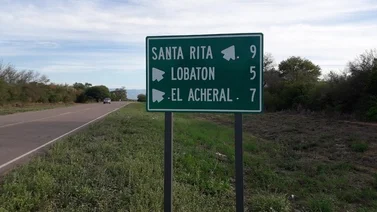 SANTA RITA 9
LOBATON 5
. EL ACHERAL . 7